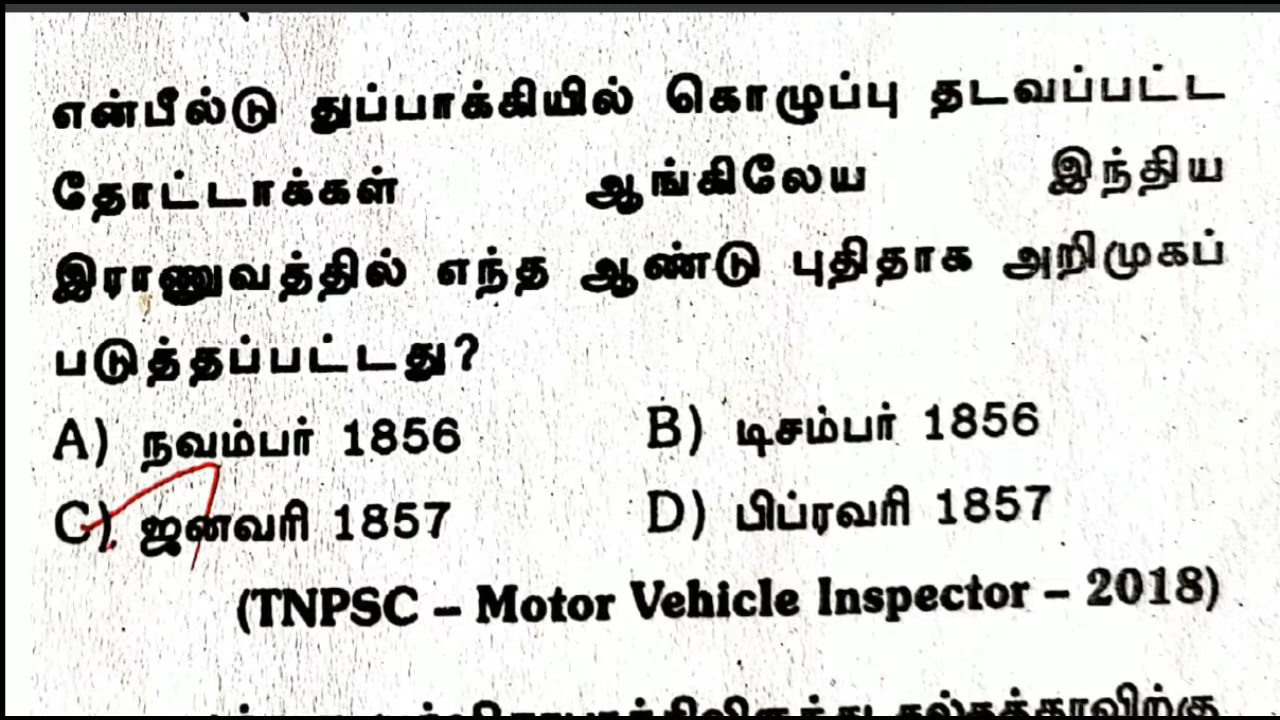 என்பீல்டு துப்பாக்கியில் கொழுப்பு தடவப்பட்ட
தோட்டாக்கள் ஆங்கிலேய இந்திய
இராணுவத்தில் எந்த ஆண்டு புதிதாக அறிமுகப்
படுத்தப்பட்டது?
A) நவம்பர் 1856 B) டிசம்பர் 1856
C) ஜனவரி 1857 D) பிப்ரவரி 1857
(TNPSC – Motor Vehicle Inspector – 2018)